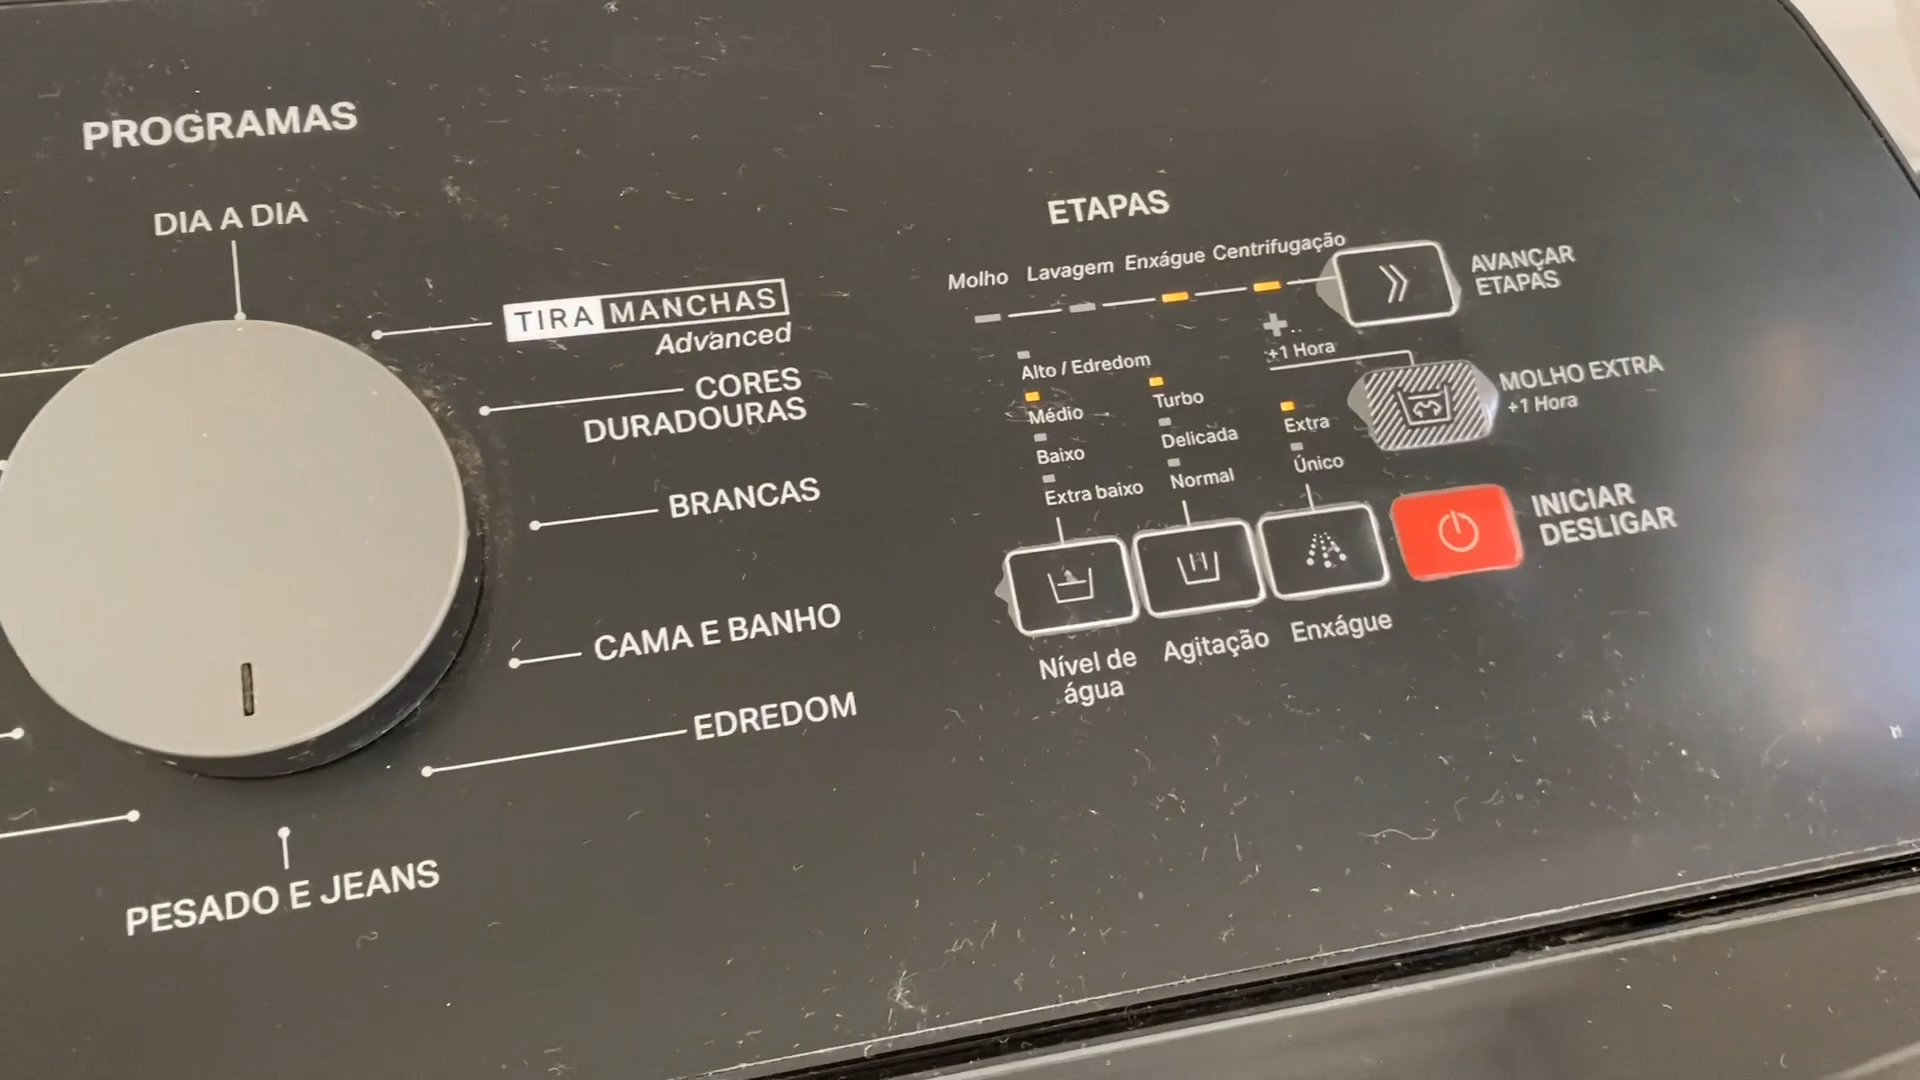 PROGRAMAS
DIA A DIA
TIRA MANCHAS
Advanced
CORES
DURADOURAS
BRANCAS
CAMA E BANHO
EDREDOM
PESADO E JEANS
ETAPAS
Molho Lavagem Enxágue Centrifugação
AVANÇAR
ETAPAS
+1 Hora
MOLHO EXTRA
+1 Hora
Alto / Edredom
Médio
Baixo
Extra baixo
Turbo
Delicada
Normal
Extra
Único
INICIAR
DESLIGAR
Nível de
água
Agitação
Enxágue